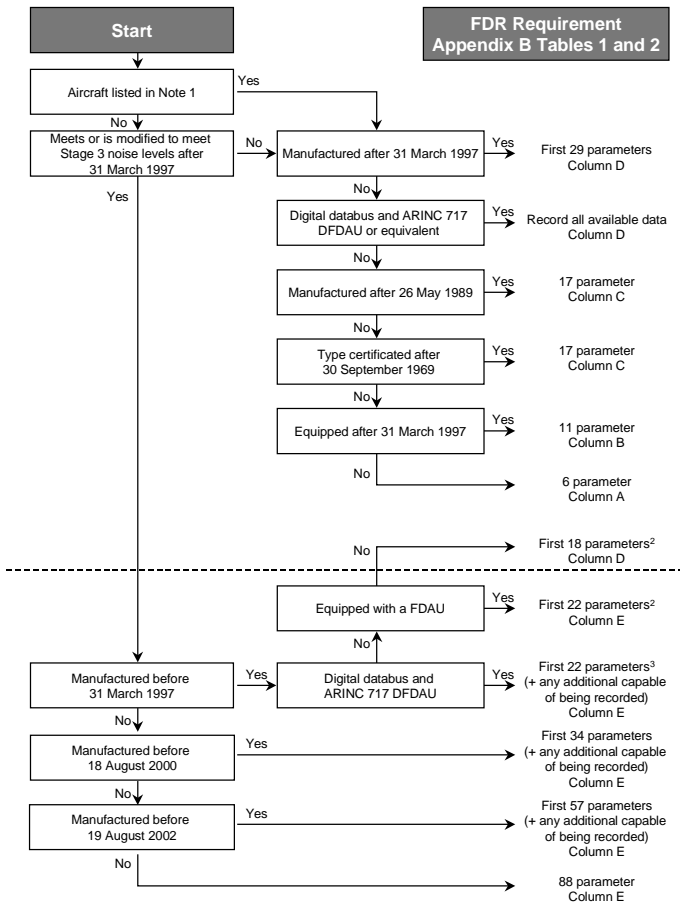 Start
FDR Requirement
Appendix B Tables 1 and 2
Aircraft listed in Note 1
Yes
No
Meets or is modified to meet
Stage 3 noise levels after
31 March 1997
No
Manufactured after 31 March 1997
Yes
First 29 parameters
Column D
Yes
No
Digital databus and ARINC 717
DFDAU or equivalent
Yes
Record all available data
Column D
No
Manufactured after 26 May 1989
Yes
17 parameter
Column C
No
Type certificated after
30 September 1969
Yes
17 parameter
Column C
No
Equipped after 31 March 1997
Yes
11 parameter
Column B
No
6 parameter
Column A
No
First 18 parameters²
Column D
Equipped with a FDAU
Yes
First 22 parameters²
Column E
No
Manufactured before
31 March 1997
Yes
Digital databus and
ARINC 717 DFDAU
Yes
First 22 parameters³
(+ any additional capable
of being recorded)
Column E
No
Manufactured before
18 August 2000
Yes
First 34 parameters
(+ any additional capable
of being recorded)
Column E
No
Manufactured before
19 August 2002
Yes
First 57 parameters
(+ any additional capable
of being recorded)
Column E
No
88 parameter
Column E